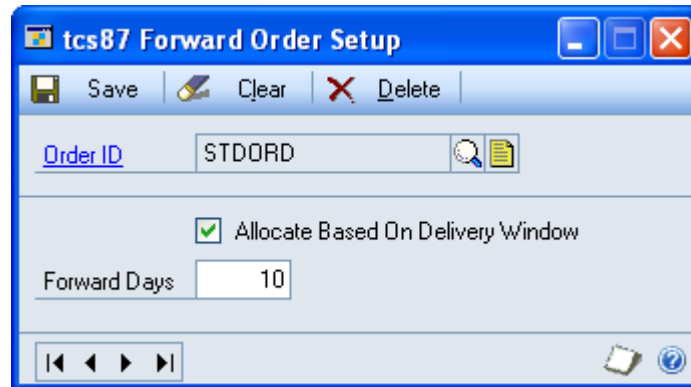 tcs87 Forward Order Setup
Save Clear Delete
Order ID STDORD
Allocate Based On Delivery Window
Forward Days 10